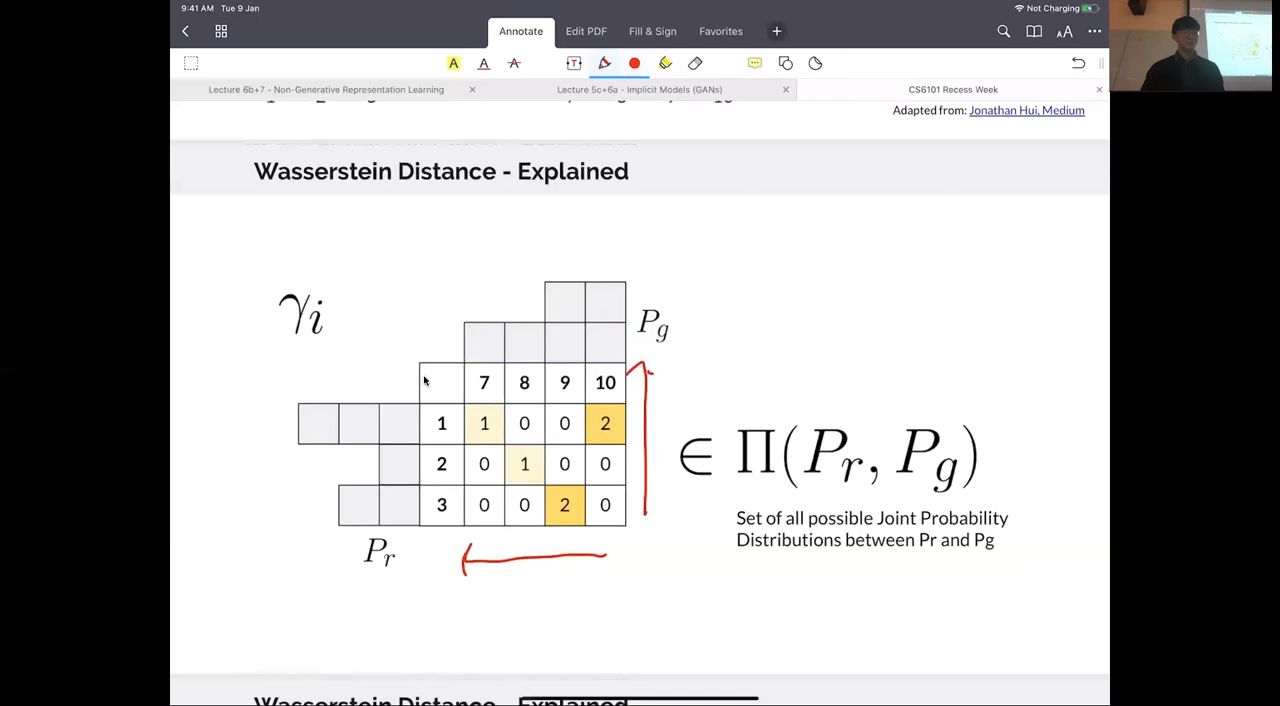 9:41 AM Tue 9 Jan
Not Charging
Annotate Edit PDF Fill & Sign Favorites
Lecture 6b+7 - Non-Generative Representation Learning
Lecture 5c+6a - Implicit Models (GANs)
CS6101 Recess Week
Adapted from: Jonathan Hui, Medium
Wasserstein Distance - Explained
γi
Pg
7 8 9 10
1 1 0 0 2
2 0 1 0 0
3 0 0 2 0
Pr
∈ Π(Pr, Pg)
Set of all possible Joint Probability
Distributions between Pr and Pg